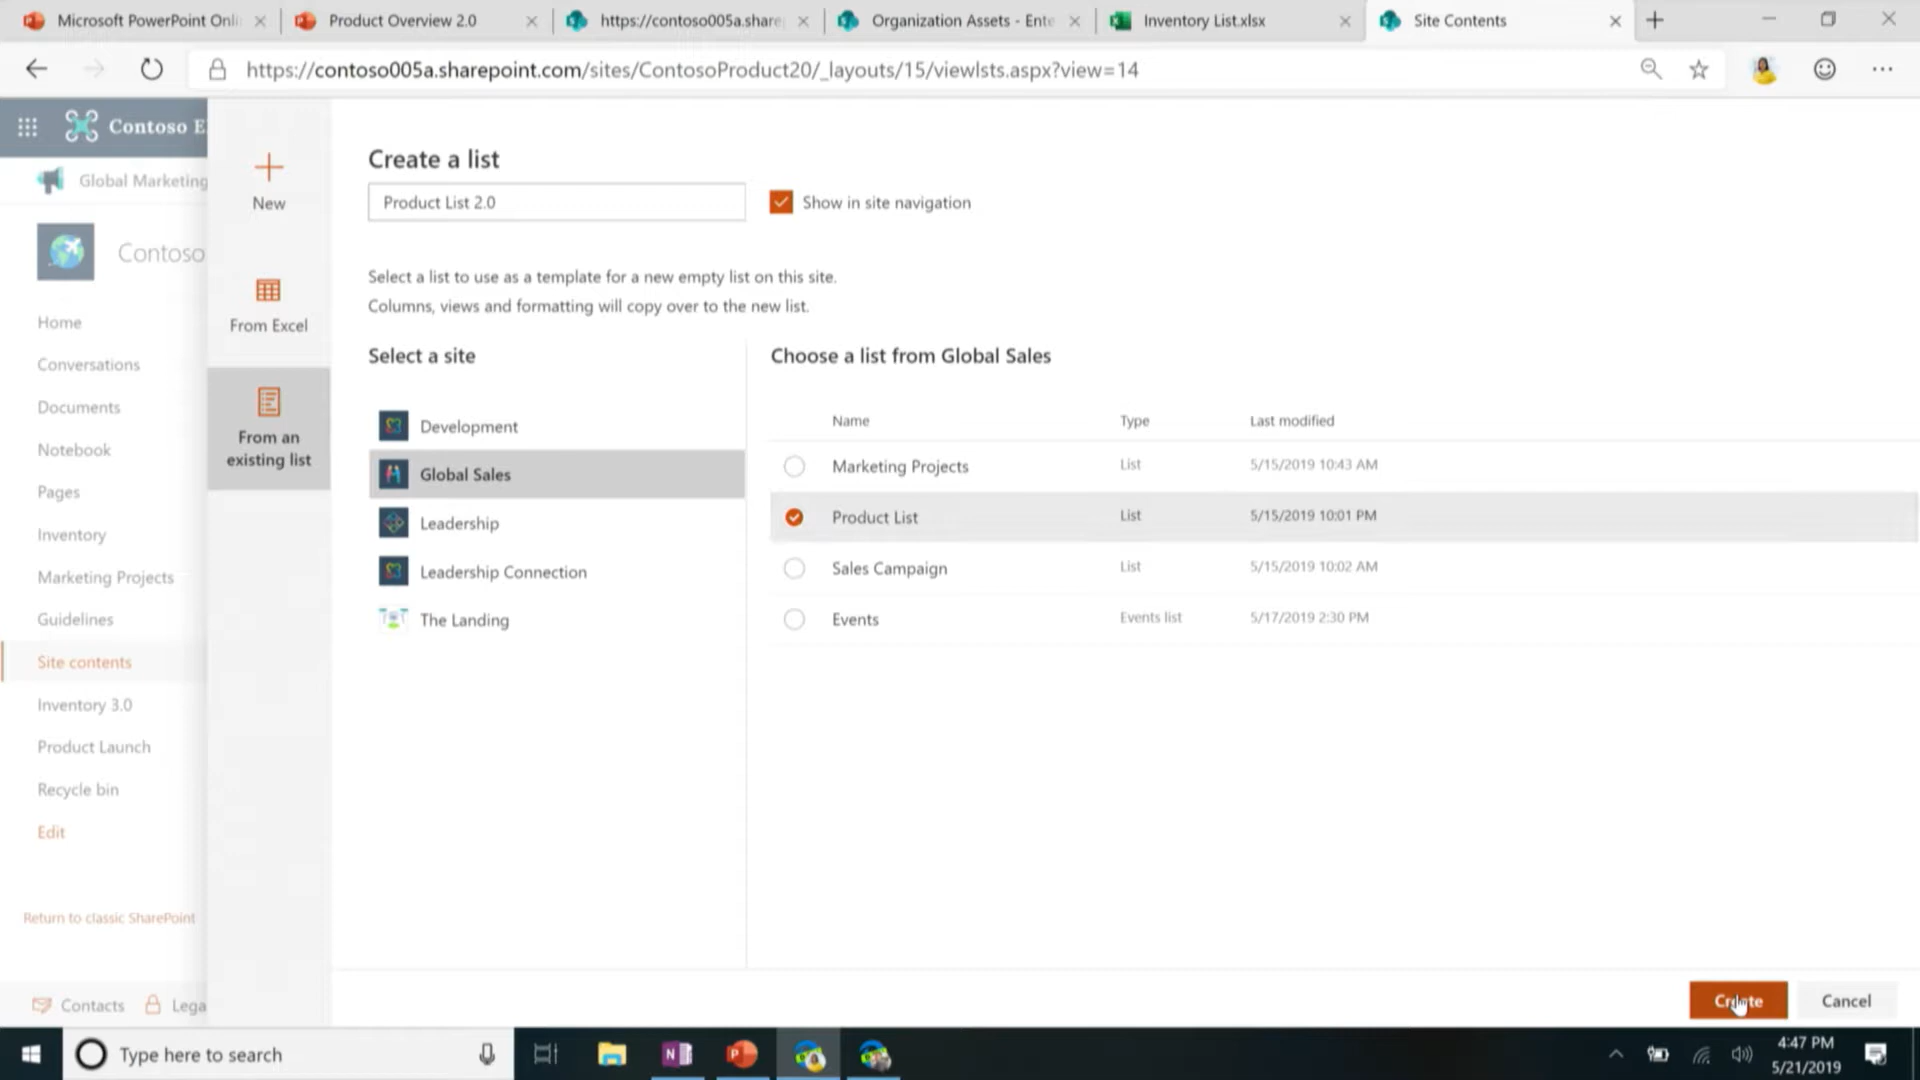 Microsoft PowerPoint Onli
Product Overview 2.0
https://contoso005a.share
Organization Assets - Ente
Inventory List.xlsx
Site Contents
https://contoso005a.sharepoint.com/sites/ContosoProduct20/_layouts/15/viewlsts.aspx?view=14
Contoso E
Global Marketing
Contoso
Home
Conversations
Documents
Notebook
Pages
Inventory
Marketing Projects
Guidelines
Site contents
Inventory 3.0
Product Launch
Recycle bin
Edit
Return to classic SharePoint
Contacts
Lega
New
From Excel
From an
existing list
Create a list
Product List 2.0
Show in site navigation
Select a list to use as a template for a new empty list on this site.
Columns, views and formatting will copy over to the new list.
Select a site
Development
Global Sales
Leadership
Leadership Connection
The Landing
Choose a list from Global Sales
Name Type Last modified
Marketing Projects List 5/15/2019 10:43 AM
Product List List 5/15/2019 10:01 PM
Sales Campaign List 5/15/2019 10:02 AM
Events Events list 5/17/2019 2:30 PM
Create
Cancel
Type here to search
4:47 PM
5/21/2019